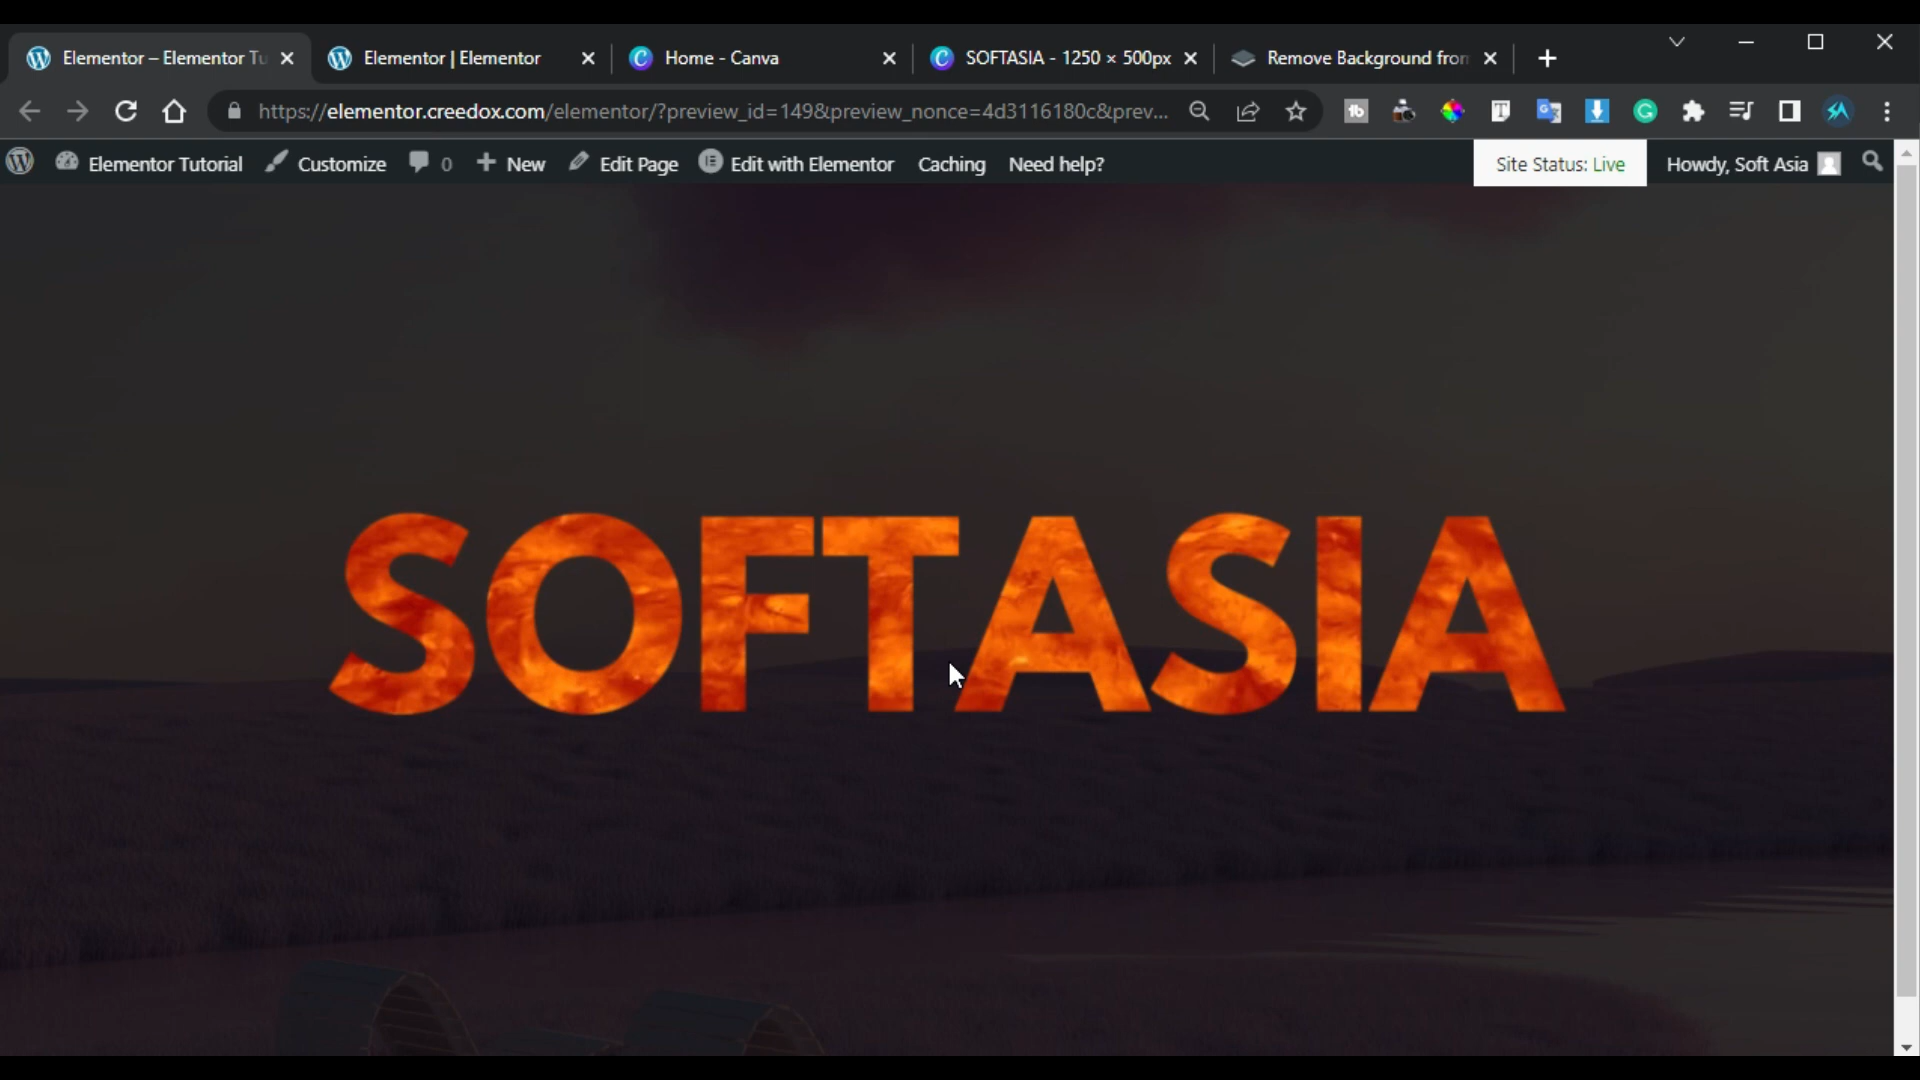 Elementor – Elementor Tu
Elementor | Elementor
Home - Canva
SOFTASIA - 1250 × 500px
Remove Background from
https://elementor.creedox.com/elementor/?preview_id=149&preview_nonce=4d3116180c&prev...
Elementor Tutorial Customize 0 New Edit Page Edit with Elementor Caching Need help? Site Status: Live Howdy, Soft Asia
SOFTASIA